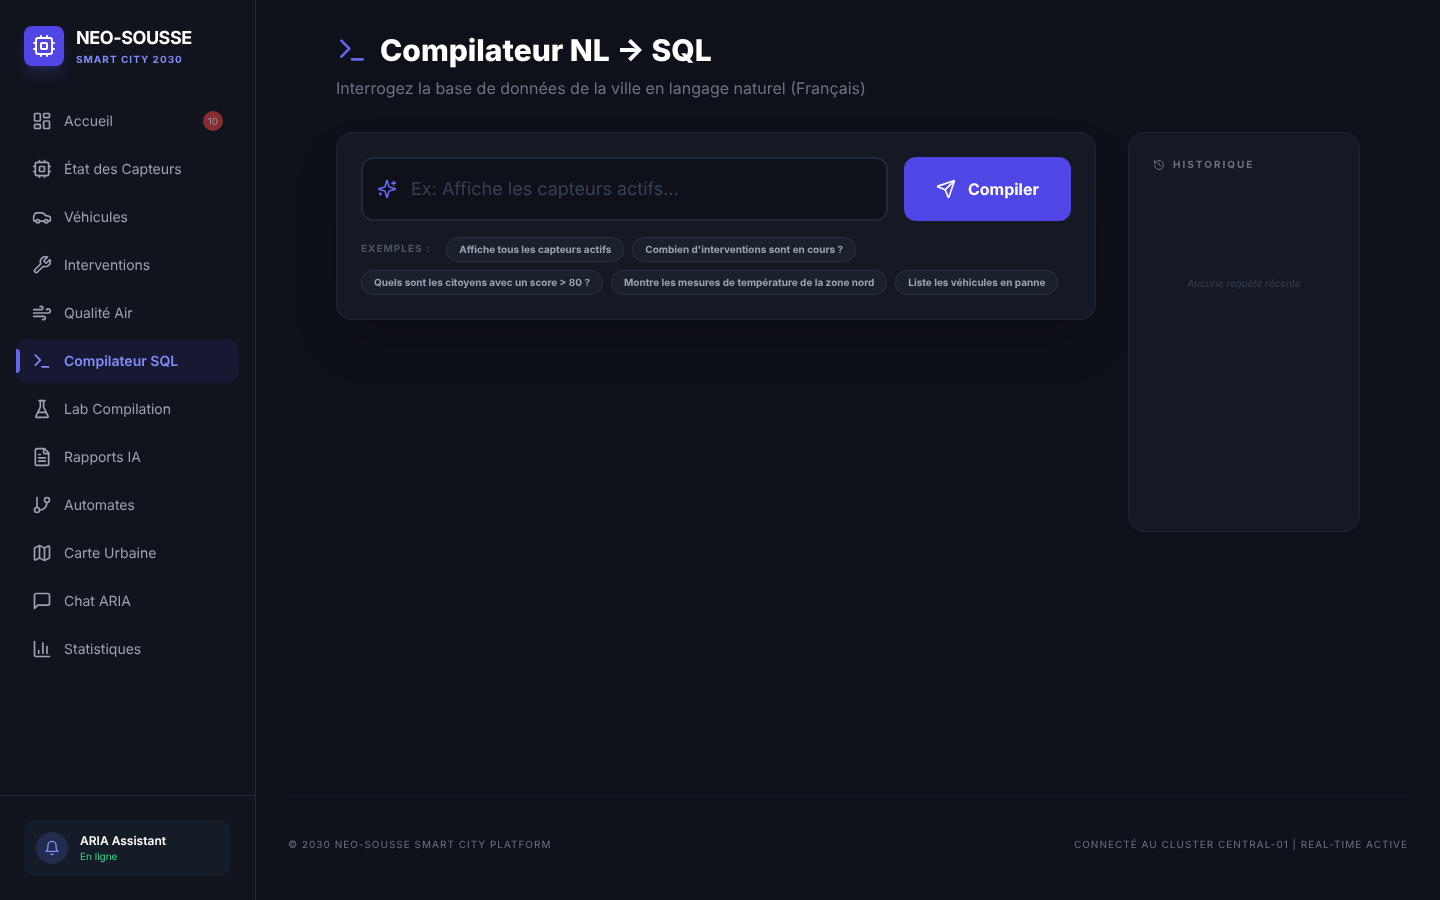 NEO-SOUSSE
SMART CITY 2030
Accueil
10
État des Capteurs
Véhicules
Interventions
Qualité Air
Compilateur SQL
Lab Compilation
Rapports IA
Automates
Carte Urbaine
Chat ARIA
Statistiques
ARIA Assistant
En ligne
Compilateur NL → SQL
Interrogez la base de données de la ville en langage naturel (Français)
Ex: Affiche les capteurs actifs...
Compiler
EXEMPLES :
Affiche tous les capteurs actifs
Combien d'interventions sont en cours ?
Quels sont les citoyens avec un score > 80 ?
Montre les mesures de température de la zone nord
Liste les véhicules en panne
HISTORIQUE
Aucune requête récente
© 2030 NEO-SOUSSE SMART CITY PLATFORM
CONNECTÉ AU CLUSTER CENTRAL-01 | REAL-TIME ACTIVE